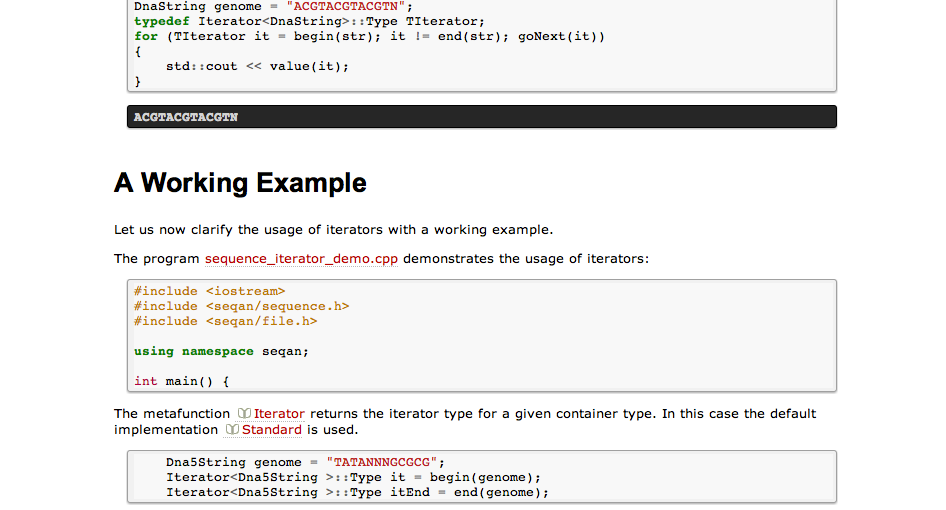 DnaString genome = "ACGTACGTACGTN";
typedef Iterator<DnaString>::Type TIterator;
for (TIterator it = begin(str); it != end(str); goNext(it))
{
    std::cout << value(it);
}
ACGTACGTACGTN
A Working Example
Let us now clarify the usage of iterators with a working example.
The program sequence_iterator_demo.cpp demonstrates the usage of iterators:
#include <iostream>
#include <seqan/sequence.h>
#include <seqan/file.h>
using namespace seqan;
int main() {
The metafunction Iterator returns the iterator type for a given container type. In this case the default
implementation Standard is used.
    Dna5String genome = "TATANNNGCGCG";
    Iterator<Dna5String >::Type it = begin(genome);
    Iterator<Dna5String >::Type itEnd = end(genome);